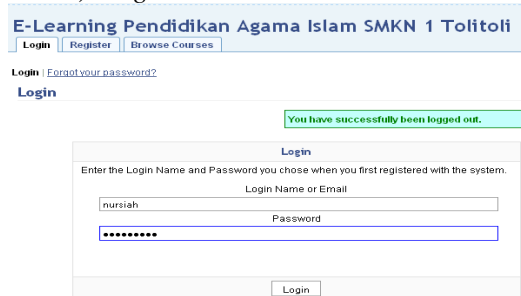 E-Learning Pendidikan Agama Islam SMKN 1 Tolitoli
Login Register Browse Courses
Login | Forgot your password?
Login
You have successfully been logged out.
Login
Enter the Login Name and Password you chose when you first registered with the system.
Login Name or Email
nursiah
Password
•••••••••
Login